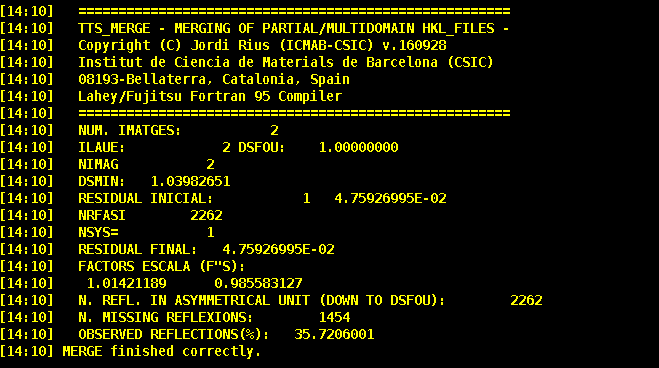 [14:10] ====================================================
[14:10] TTS_MERGE - MERGING OF PARTIAL/MULTIDOMAIN HKL_FILES -
[14:10] Copyright (C) Jordi Rius (ICMAB-CSIC) v.160928
[14:10] Institut de Ciencia de Materials de Barcelona (CSIC)
[14:10] 08193-Bellaterra, Catalonia, Spain
[14:10] Lahey/Fujitsu Fortran 95 Compiler
[14:10] ====================================================
[14:10] NUM. IMATGES: 2
[14:10] ILAUE: 2 DSFOU: 1.00000000
[14:10] NIMAG 2
[14:10] DSMIN: 1.03982651
[14:10] RESIDUAL INICIAL: 1 4.75926995E-02
[14:10] NRFASI 2262
[14:10] NSYS= 1
[14:10] RESIDUAL FINAL: 4.75926995E-02
[14:10] FACTORS ESCALA (F"S):
[14:10] 1.01421189 0.985583127
[14:10] N. REFL. IN ASYMMETRICAL UNIT (DOWN TO DSFOU): 2262
[14:10] N. MISSING REFLEXIONS: 1454
[14:10] OBSERVED REFLECTIONS(%): 35.7206001
[14:10] MERGE finished correctly.